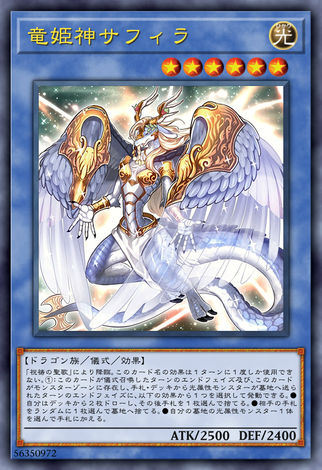 竜姫神サフィラ
光
【ドラゴン族／儀式／効果】
「祝祷の聖歌」により降臨。このカード名の効果は１ターンに１度しか使用で
きない。①：このカードが儀式召喚したターンのエンドフェイズ及び、このカード
がモンスターゾーンに存在し、手札・デッキから光属性モンスターが墓地へ送
られたターンのエンドフェイズに、以下の効果から１つを選択して発動できる。●
自分はデッキから２枚ドローし、その後手札を１枚選んで捨てる。●相手の手札
をランダムに１枚選んで墓地へ捨てる。●自分の墓地の光属性モンスター１体
を選んで手札に加える。
ATK/2500 DEF/2400
56350972